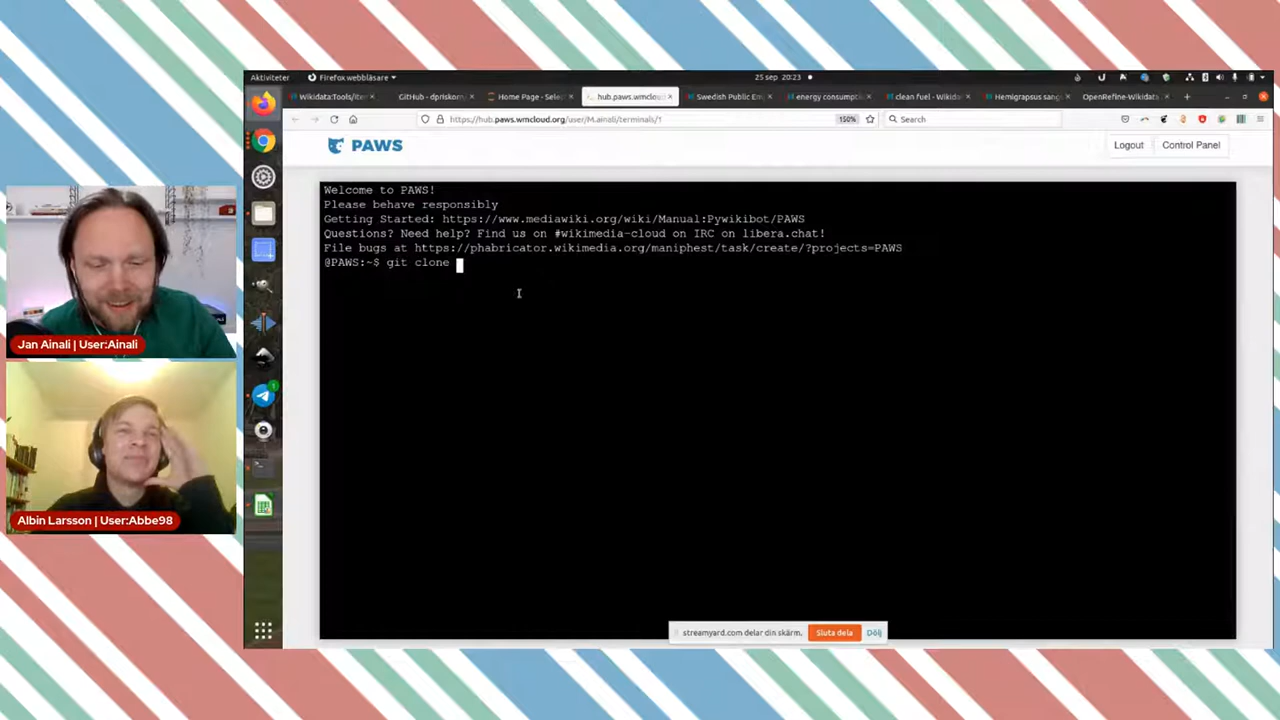 Aktiviteter
Firefox webbläsare
25 sep 20:23
Wikidata:Tools/Ite
GitHub - dpriskorn
Home Page - Selec
hub.paws.wmcloud
Swedish Public En
energy consumpti
clean fuel - Wikida
Hemigrapsus sang
OpenRefine-Wikidata
https://hub.paws.wmcloud.org/user/M.ainali/terminals/1
150%
Search
PAWS
Logout
Control Panel
Welcome to PAWS!
Please behave responsibly
Getting Started: https://www.mediawiki.org/wiki/Manual:Pywikibot/PAWS
Questions? Need help? Find us on #wikimedia-cloud on IRC on libera.chat!
File bugs at https://phabricator.wikimedia.org/maniphest/task/create/?projects=PAWS
@PAWS:~$ git clone
Jan Ainali | User:Ainali
Albin Larsson | User:Abbe98
streamyard.com delar din skärm.
Sluta dela
Dölj